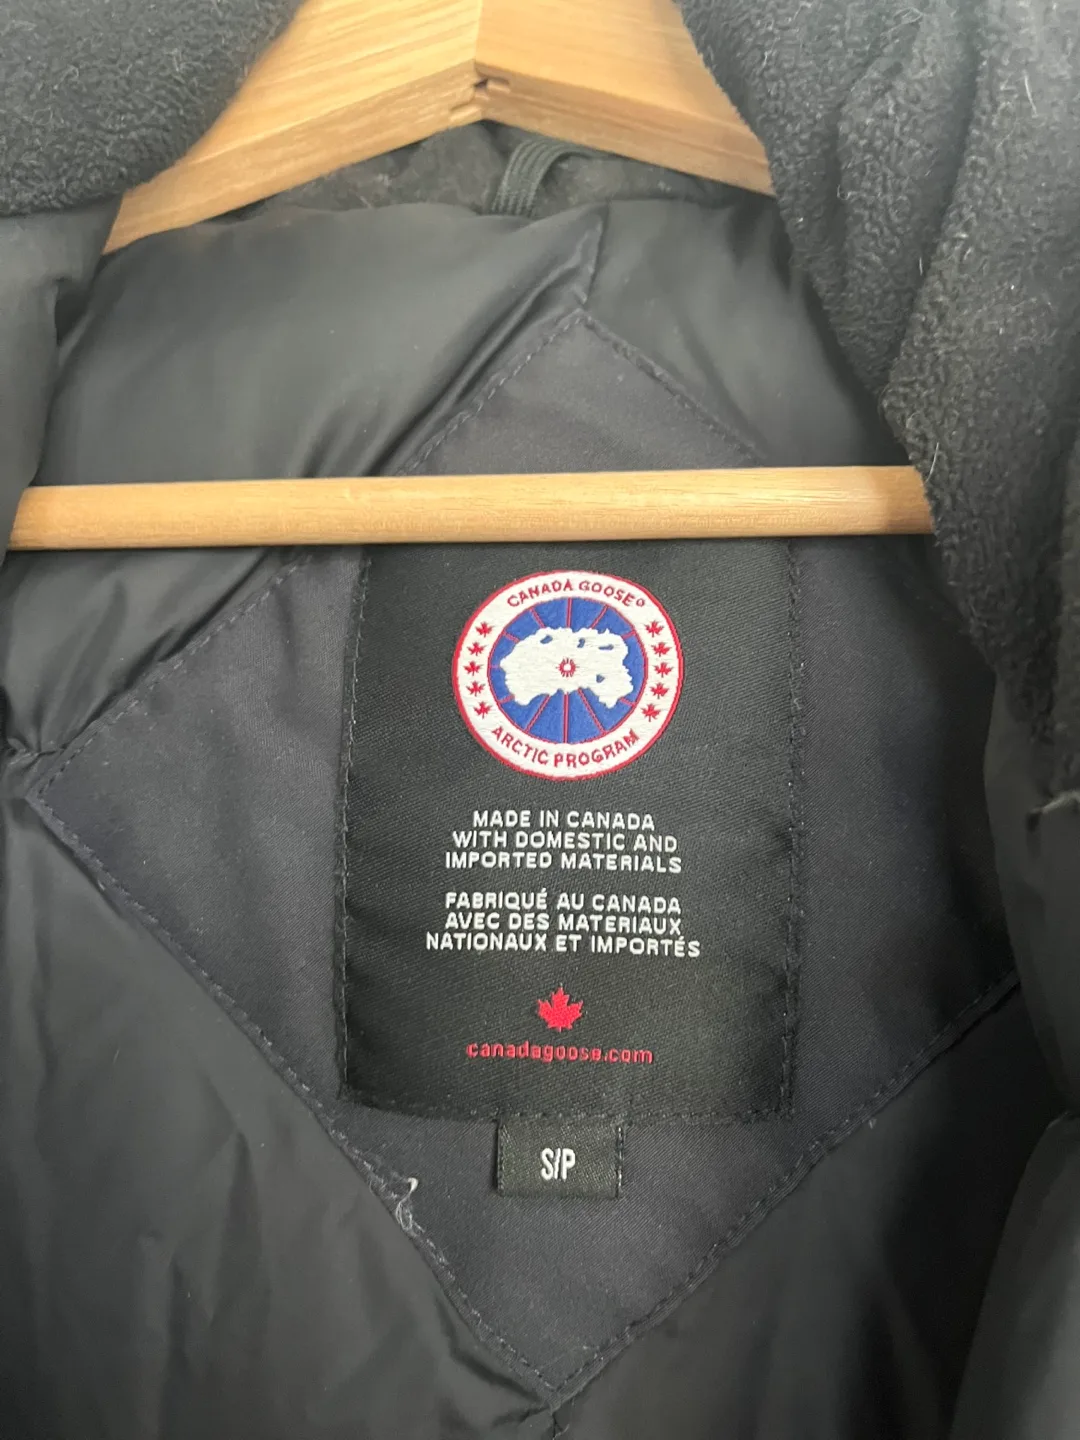 CANADA GOOSE®
ARCTIC PROGRAM
MADE IN CANADA
WITH DOMESTIC AND
IMPORTED MATERIALS
FABRIQUÉ AU CANADA
AVEC DES MATERIAUX
NATIONAUX ET IMPORTÉS
canadagoose.com
S/P